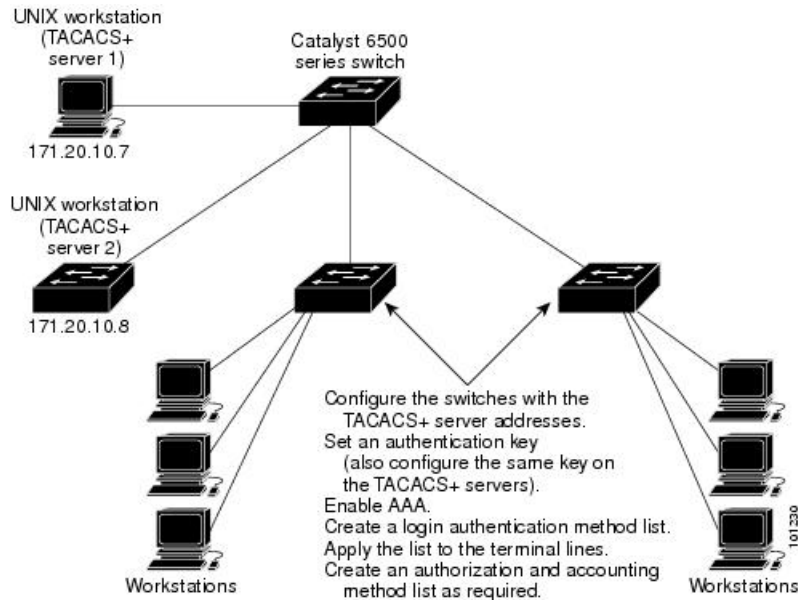 UNIX workstation
(TACACS+
server 1)
171.20.10.7
Catalyst 6500
series switch
UNIX workstation
(TACACS+
server 2)
171.20.10.8
Configure the switches with the
TACACS+ server addresses.
Set an authentication key
(also configure the same key on
the TACACS+ servers).
Enable AAA.
Create a login authentication method list.
Apply the list to the terminal lines.
Create an authorization and accounting
method list as required.
Workstations
Workstations
101230